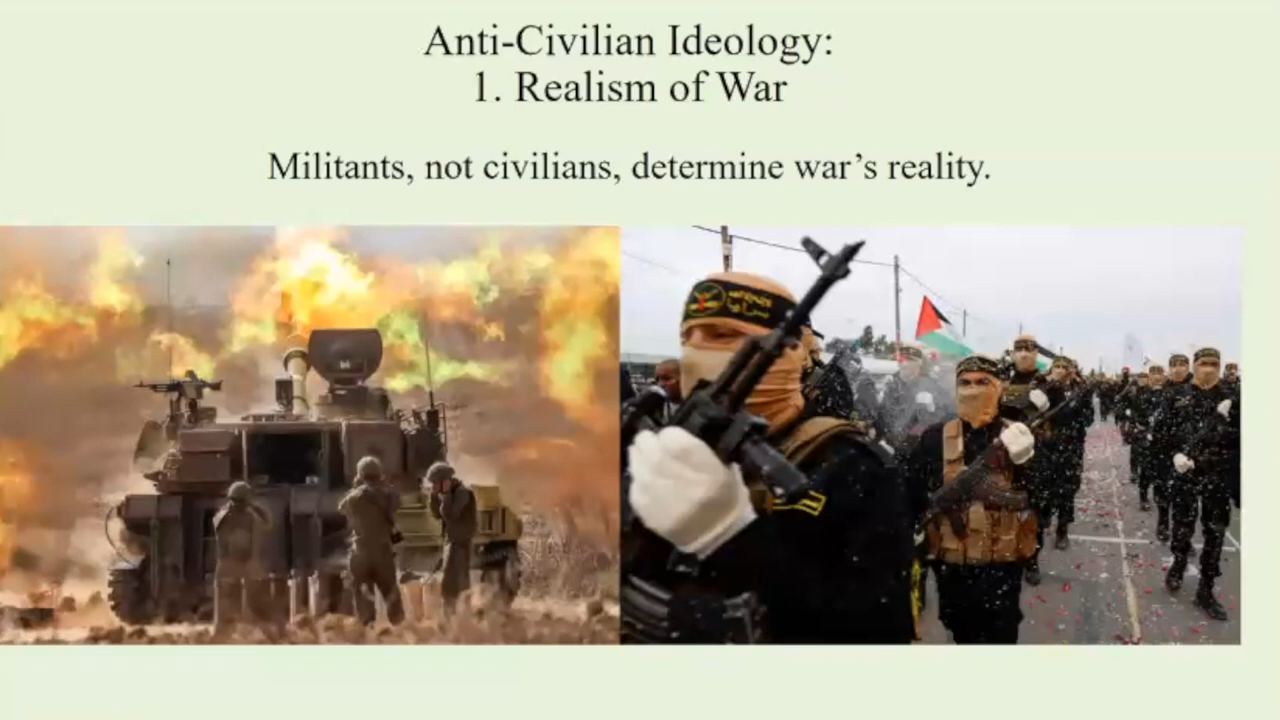 Anti-Civilian Ideology:
1. Realism of War
Militants, not civilians, determine war’s reality.